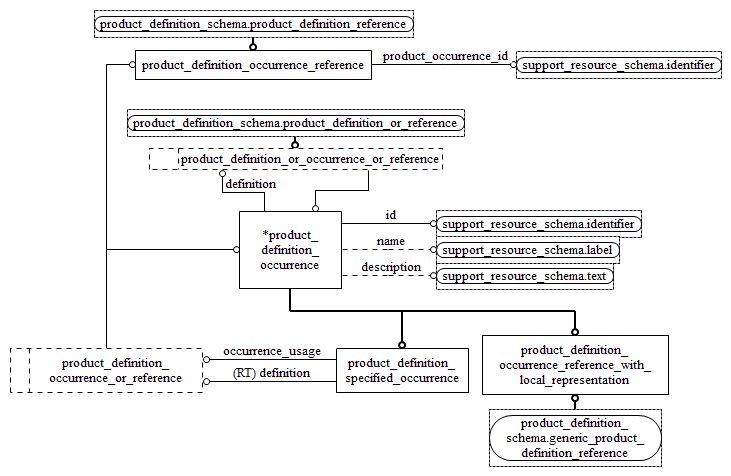 product_definition_schema.product_definition_reference
product_definition_occurrence_reference
product_occurrence_id
support_resource_schema.identifier
product_definition_schema.product_definition_or_reference
product_definition_or_occurrence_or_reference
definition
*product_
definition_
occurrence
id
support_resource_schema.identifier
name
support_resource_schema.label
description
support_resource_schema.text
product_definition_
occurrence_or_reference
occurrence_usage
(RT) definition
product_definition_
specified_occurrence
product_definition_
occurrence_reference_with_
local_representation
product_definition_
schema.generic_product_
definition_reference